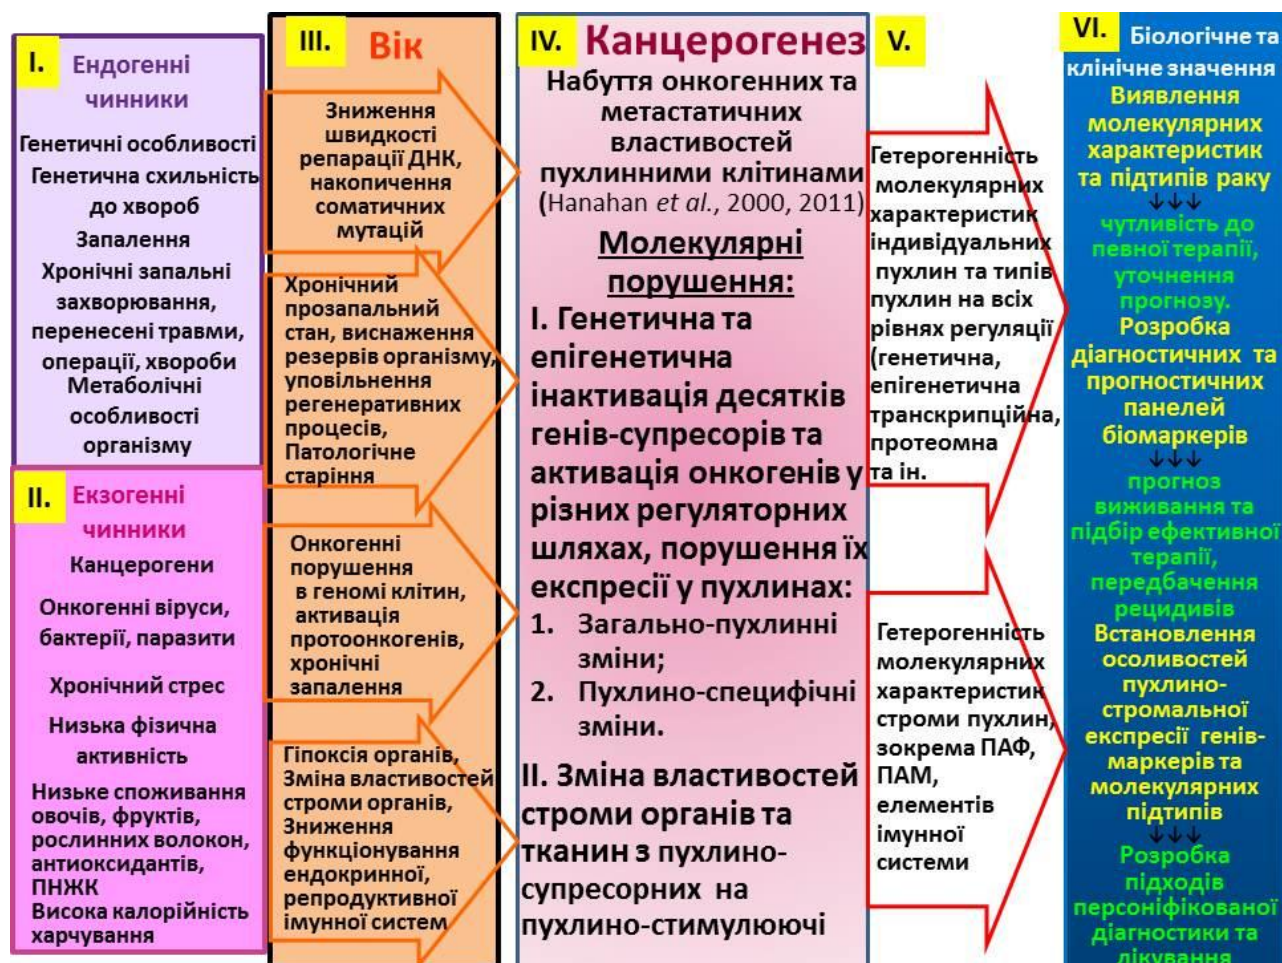 I.
Ендогенні
чинники
Генетичні особливості
Генетична схильність
до хвороб
Запалення
Хронічні запальні
захворювання,
перенесені травми,
операції, хвороби
Метаболічні
особливості
організму
II.
Екзогенні
чинники
Канцерогени
Онкогенні віруси,
бактерії, паразити
Хронічний стрес
Низька фізична
активність
Низьке споживання
овочів, фруктів,
рослинних волокон,
антиоксидантів,
ПНЖК
Висока калорійність
харчування
III.
Вік
Зниження
швидкості
репарації ДНК,
накопичення
соматичних
мутацій
Хронічний
прозапальний
стан, виснаження
резервів організму,
уповільнення
регенеративних
процесів,
Патологічне
старіння
Онкогенні
порушення
в геномі клітин,
активація
протоонкогенів,
хронічні
запалення
Гіпоксія органів,
Зміна властивостей
строми органів,
Зниження
функціонування
ендокринної,
репродуктивної
імунної систем
IV.
Канцерогенез
Набуття онкогенних та
метастатичних
властивостей
пухлинними клітинами
(Hanahan et al., 2000, 2011)
Молекулярні
порушення:
I. Генетична та
епігенетична
інактивація десятків
генів-супресорів та
активація онкогенів у
різних регуляторних
шляхах, порушення їх
експресії у пухлинах:
1. Загально-пухлинні
зміни;
2. Пухлино-специфічні
зміни.
II. Зміна властивостей
строми органів та
тканин з пухлино-
супресорних на
пухлино-стимулюючі
V.
Гетерогенність
молекулярних
характеристик
індивідуальних
пухлин та типів
пухлин на всіх
рівнях регуляції
(генетична,
епігенетична
транскрипційна,
протеомна
та ін.
Гетерогенність
молекулярних
характеристик
строми пухлин,
зокрема ПАФ,
ПАМ,
елементів
імунної
системи
VI.
Біологічне та
клінічне значення
Виявлення
молекулярних
характеристик
та підтипів раку
↓↓↓
чутливість до
певної терапії,
уточнення
прогнозу.
Розробка
діагностичних та
прогностичних
панелей
біомаркерів
↓↓↓
прогноз
виживання та
підбір ефективної
терапії,
передбачення
рецидивів
Встановлення
осоливостей
пухлино-
стромальної
експресії генів-
маркерів та
молекулярних
підтипів
↓↓↓
Розробка
підходів
персоніфікованої
діагностики та
лікування